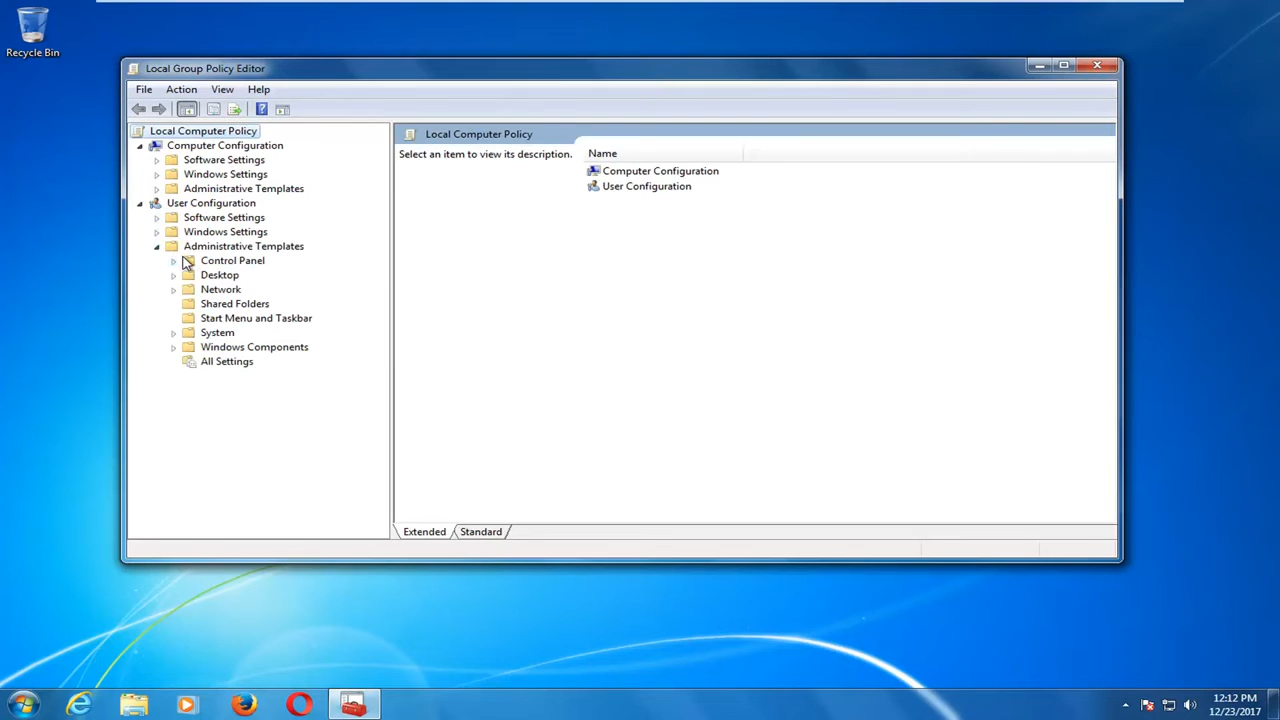 Recycle Bin
Local Group Policy Editor
File Action View Help
Local Computer Policy
Computer Configuration
Software Settings
Windows Settings
Administrative Templates
User Configuration
Software Settings
Windows Settings
Administrative Templates
Control Panel
Desktop
Network
Shared Folders
Start Menu and Taskbar
System
Windows Components
All Settings
Local Computer Policy
Select an item to view its description.
Name
Computer Configuration
User Configuration
Extended Standard
12:12 PM
12/23/2017